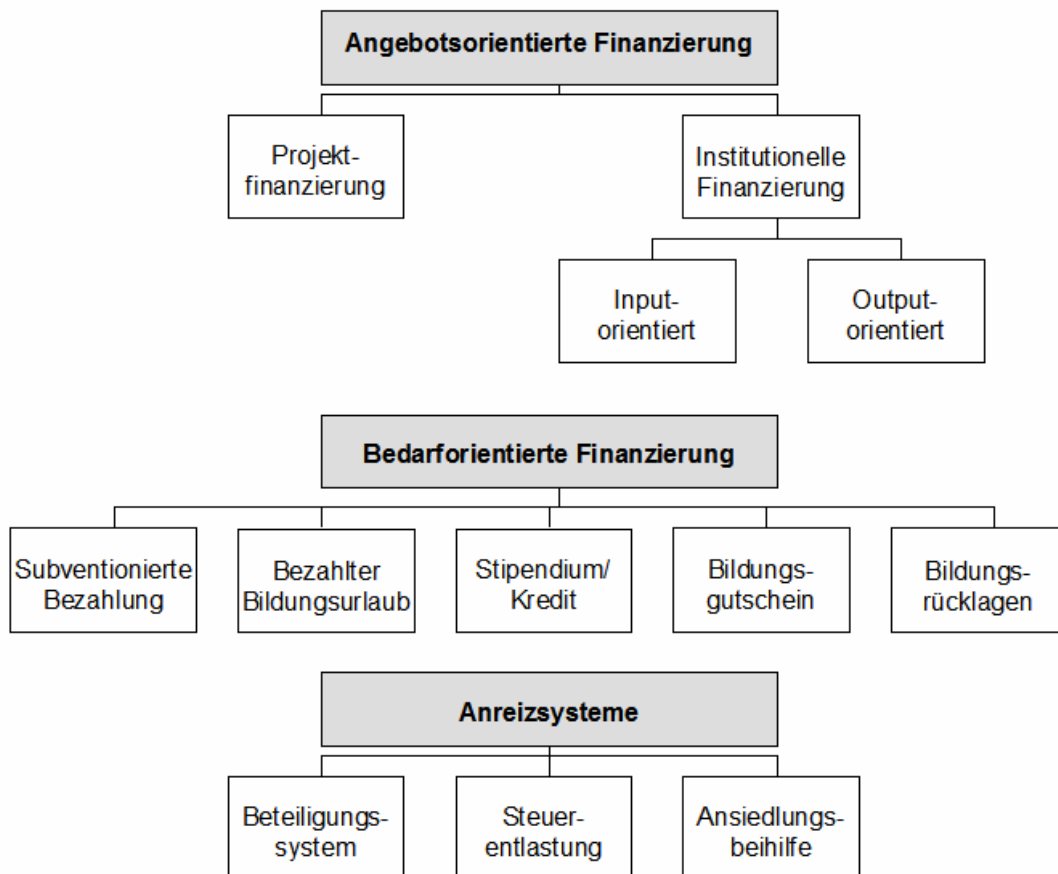 Angebotsorientierte Finanzierung
Projekt-
finanzierung
Institutionelle
Finanzierung
Input-
orientiert
Output-
orientiert
Bedarforientierte Finanzierung
Subventionierte
Bezahlung
Bezahlter
Bildungsurlaub
Stipendium/
Kredit
Bildungs-
gutschein
Bildungs-
rücklagen
Anreizsysteme
Beteiligungs-
system
Steuer-
entlastung
Ansiedlungs-
beihilfe